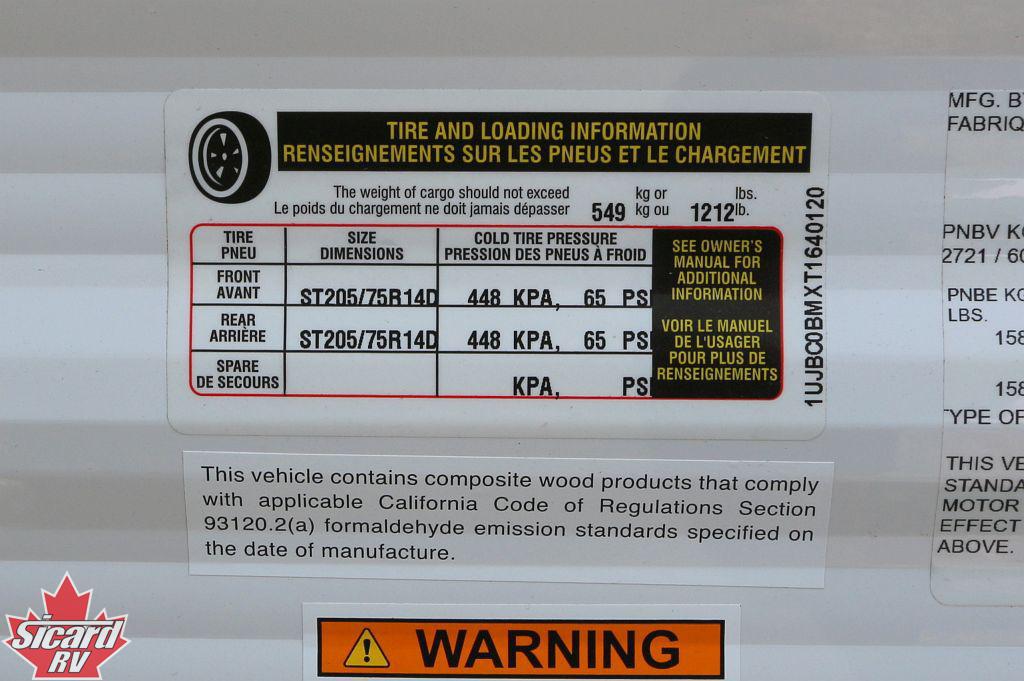 TIRE AND LOADING INFORMATION
RENSEIGNEMENTS SUR LES PNEUS ET LE CHARGEMENT
The weight of cargo should not exceed kg or lbs.
Le poids du chargement ne doit jamais dépasser 549 kg ou 1212 lb.
TIRE SIZE COLD TIRE PRESSURE
PNEU DIMENSIONS PRESSION DES PNEUS À FROID
FRONT
AVANT ST205/75R14D 448 KPA, 65 PSI
REAR
ARRIÈRE ST205/75R14D 448 KPA, 65 PSI
SPARE
DE SECOURS KPA, PSI
SEE OWNER'S
MANUAL FOR
ADDITIONAL
INFORMATION
VOIR LE MANUEL
DE L'USAGER
POUR PLUS DE
RENSEIGNEMENTS
1UJBC0BMXT1640120
This vehicle contains composite wood products that comply
with applicable California Code of Regulations Section
93120.2(a) formaldehyde emission standards specified on
the date of manufacture.
WARNING
MFG. B
FABRIQ
PNBV K
2721 / 60
PNBE KG
LBS.
158
158
TYPE OF
THIS VE
STANDA
MOTOR
EFFECT
ABOVE.
Sicard
RV